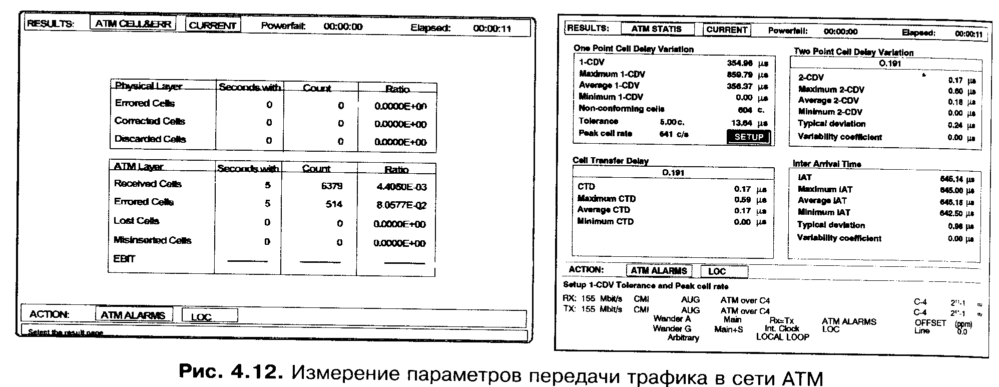 RESULTS: ATM CELL&ERR CURRENT Powerfail: 00:00:00 Elapsed: 00:00:11
Physical Layer Seconds with Count Ratio
Errored Cells 0 0 0.0000E+00
Corrected Cells 0 0 0.0000E+00
Discarded Cells 0 0 0.0000E+00
ATM Layer Seconds with Count Ratio
Received Cells 5 6379 4.4060E-03
Errored Cells 5 514 8.0577E-02
Lost Cells 0 0 0.0000E+00
Misinserted Cells 0 0 0.0000E+00
EBIT
ACTION: ATM ALARMS LOC
Select the result page
RESULTS: ATM STATIS CURRENT Powerfail: 00:00:00 Elapsed: 00:00:11
One Point Cell Delay Variation
1-CDV 354.96 µs
Maximum 1-CDV 859.79 µs
Average 1-CDV 356.37 µs
Minimum 1-CDV 0.00 µs
Non-conforming cells 604 c.
Tolerance 5.00 c. 13.64 µs
Peak cell rate 641 c/s SETUP
Two Point Cell Delay Variation
O.191
2-CDV 0.17 µs
Maximum 2-CDV 0.60 µs
Average 2-CDV 0.18 µs
Minimum 2-CDV 0.00 µs
Typical deviation 0.24 µs
Variability coefficient 0.00 µs
Cell Transfer Delay
O.191
CTD 0.17 µs
Maximum CTD 0.59 µs
Average CTD 0.17 µs
Minimum CTD 0.00 µs
Inter Arrival Time
IAT 645.14 µs
Maximum IAT 645.00 µs
Average IAT 645.15 µs
Minimum IAT 642.50 µs
Typical deviation 0.98 µs
Variability coefficient 0.00 µs
ACTION: ATM ALARMS LOC
Setup 1-CDV Tolerance and Peak cell rate
RX: 155 Mbit/s CMI AUG ATM over C4 C-4 2¹¹-1
TX: 155 Mbit/s CMI AUG ATM over C4 C-4 2¹¹-1
Wander A Main Rx=Tx ATM ALARMS OFFSET (ppm)
Wander G Main+S Int. Clock LOC Line 0.0
Arbitrary LOCAL LOOP
Рис. 4.12. Измерение параметров передачи трафика в сети ATM